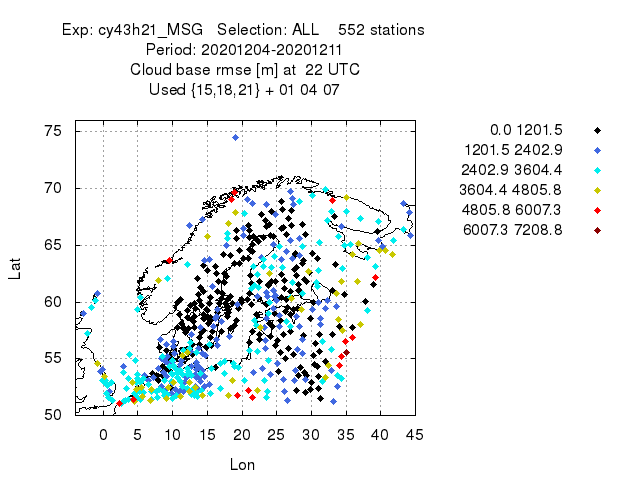 Exp: cy43h21_MSG   Selection: ALL    552 stations
Period: 20201204-20201211
Cloud base rmse [m] at  22 UTC
Used {15,18,21} + 01 04 07
0.0 1201.5
1201.5 2402.9
2402.9 3604.4
3604.4 4805.8
4805.8 6007.3
6007.3 7208.8
Lat
75
70
65
60
55
50
0 5 10 15 20 25 30 35 40 45
Lon